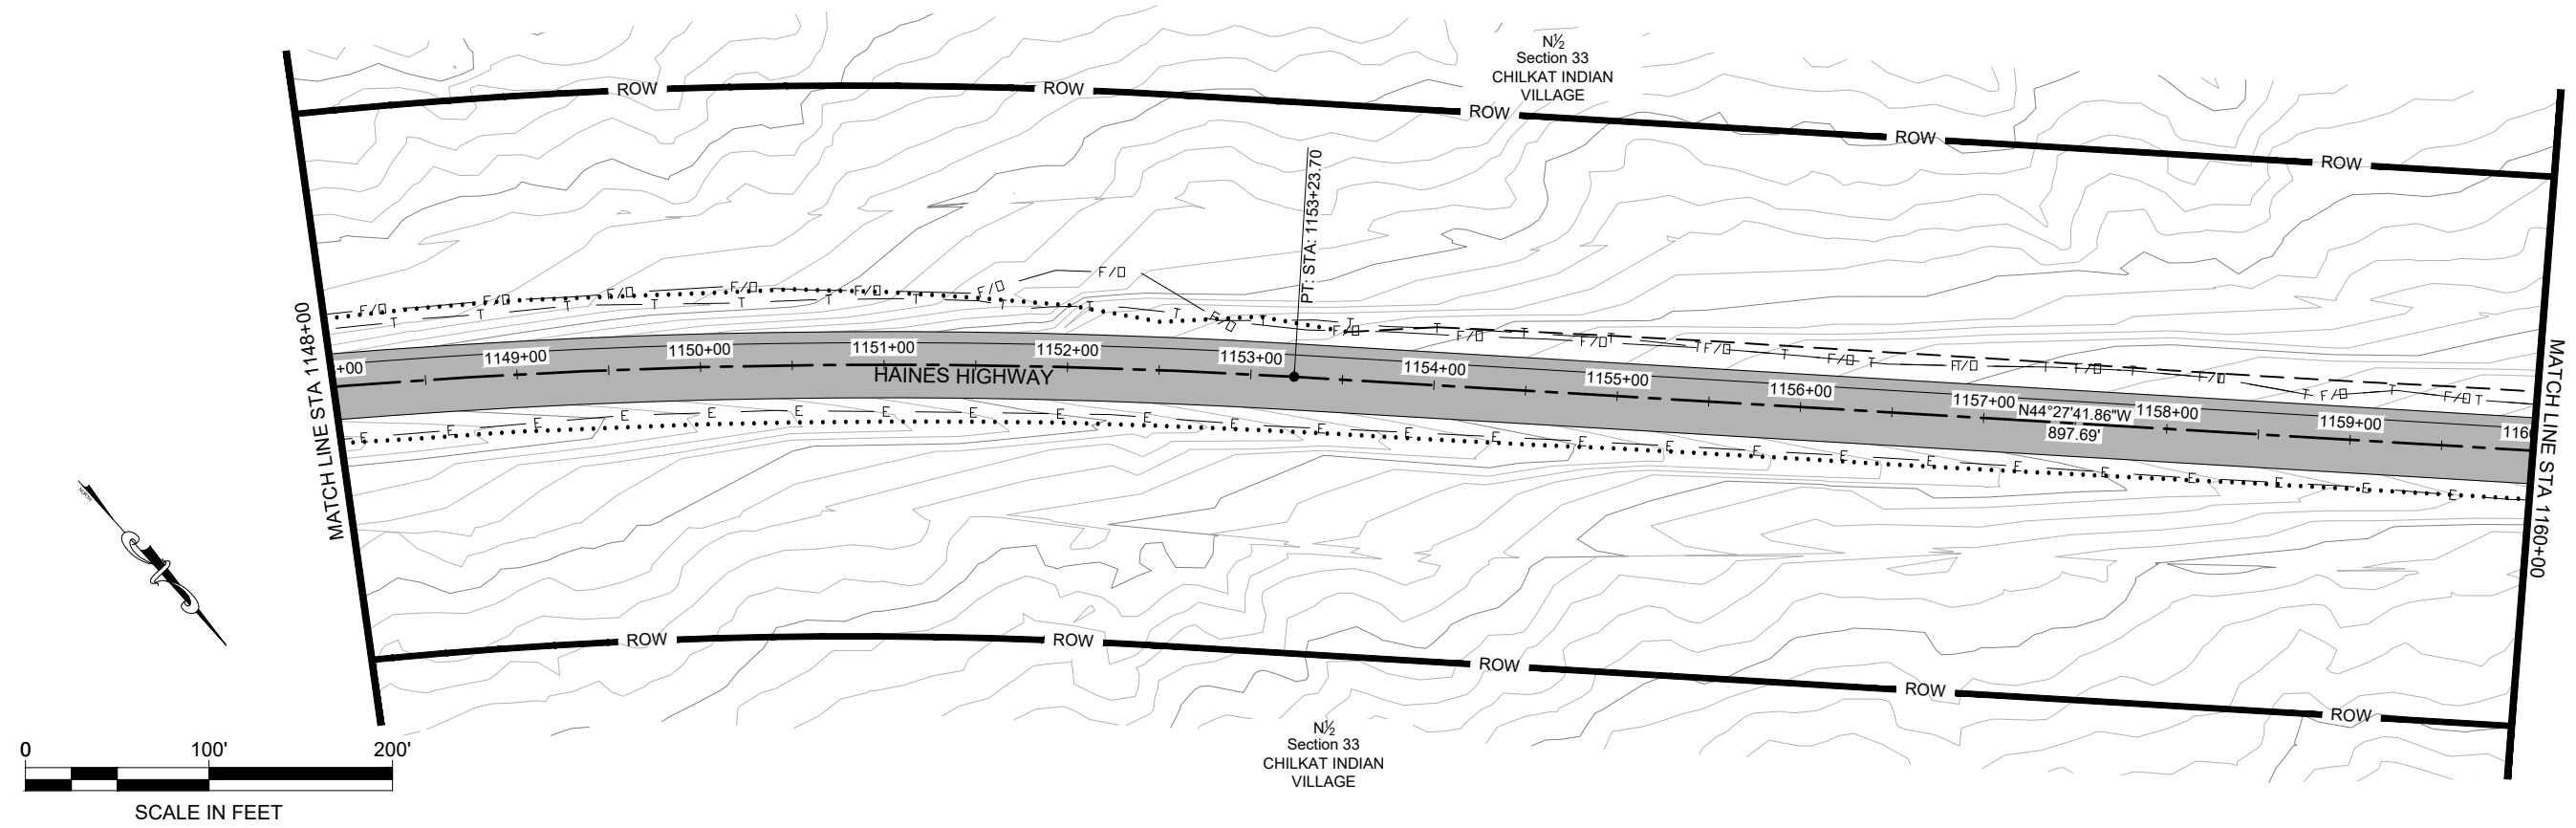 N½
Section 33
CHILKAT INDIAN
VILLAGE
ROW ROW ROW ROW ROW
PT: STA: 1153+23.70
F/O F/O F/O F/O F/O F/O F/O F/O F/O F/O F/O F/O F/O F/O F/O F/O F/O F/O
T T T T T T T T T T T T T T T T T T T T T T T T T
MATCH LINE STA 1148+00
+00 1149+00 1150+00 1151+00 1152+00 1153+00 1154+00 1155+00 1156+00 1157+00 1158+00 1159+00 1160
HAINES HIGHWAY
N44°27'41.86"W
897.69'
MATCH LINE STA 1160+00
E E E E E E E E E E E E E E E E E E E E E E E E E
NORTH
ROW ROW ROW ROW ROW
N½
Section 33
CHILKAT INDIAN
VILLAGE
0 100' 200'
SCALE IN FEET